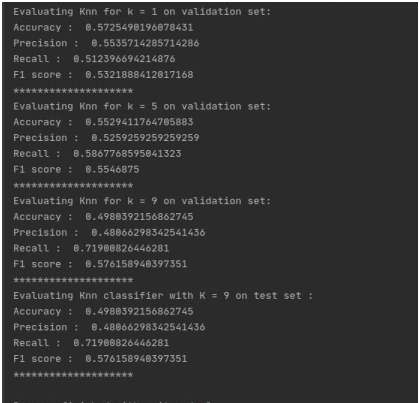 Evaluating Knn for k = 1 on validation set:
Accuracy :  0.5725490196078431
Precision :  0.5535714285714286
Recall :  0.512396694214876
F1 score :  0.5321888412017168
********************
Evaluating Knn for k = 5 on validation set:
Accuracy :  0.5529411764705883
Precision :  0.5259259259259259
Recall :  0.5867768595041323
F1 score :  0.5546875
********************
Evaluating Knn for k = 9 on validation set:
Accuracy :  0.4980392156862745
Precision :  0.48066298342541436
Recall :  0.71900826446281
F1 score :  0.576158940397351
********************
Evaluating Knn classifier with K = 9 on test set :
Accuracy :  0.4980392156862745
Precision :  0.48066298342541436
Recall :  0.71900826446281
F1 score :  0.576158940397351
********************